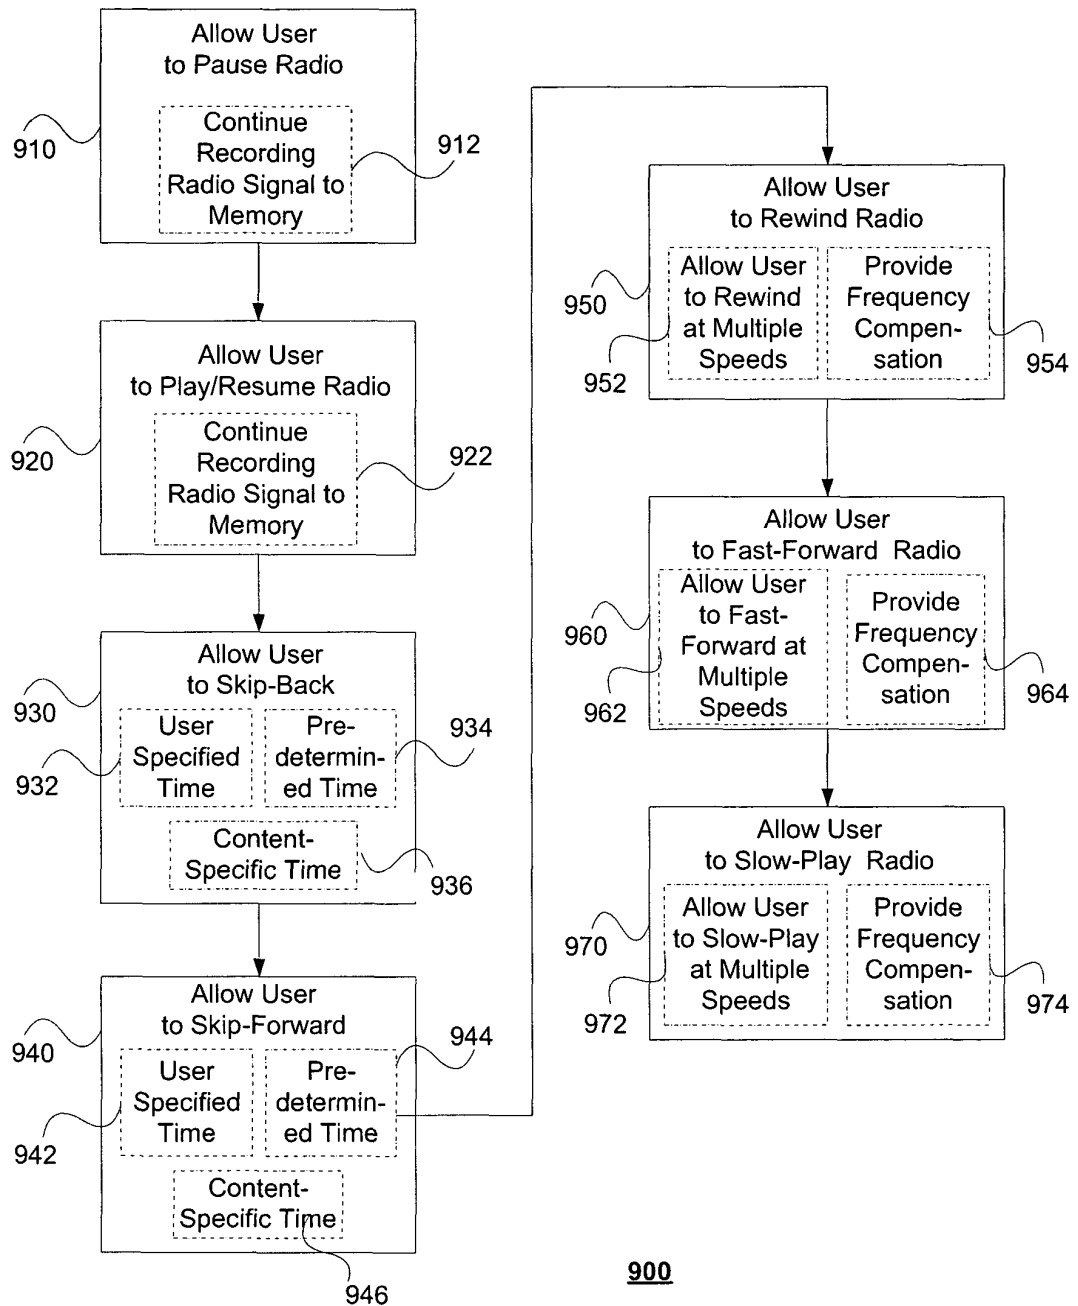 Allow User
to Pause Radio
Continue
Recording
Radio Signal to
Memory
910
912
Allow User
to Play/Resume Radio
Continue
Recording
Radio Signal to
Memory
920
922
Allow User
to Skip-Back
User
Specified
Time
Pre-
determin-
ed Time
Content-
Specific Time
930
932
934
936
Allow User
to Skip-Forward
User
Specified
Time
Pre-
determin-
ed Time
Content-
Specific Time
940
942
944
946
Allow User
to Rewind Radio
Allow User
to Rewind
at Multiple
Speeds
Provide
Frequency
Compen-
sation
950
952
954
Allow User
to Fast-Forward Radio
Allow User
to Fast-
Forward at
Multiple
Speeds
Provide
Frequency
Compen-
sation
960
962
964
Allow User
to Slow-Play Radio
Allow User
to Slow-Play
at Multiple
Speeds
Provide
Frequency
Compen-
sation
970
972
974
900